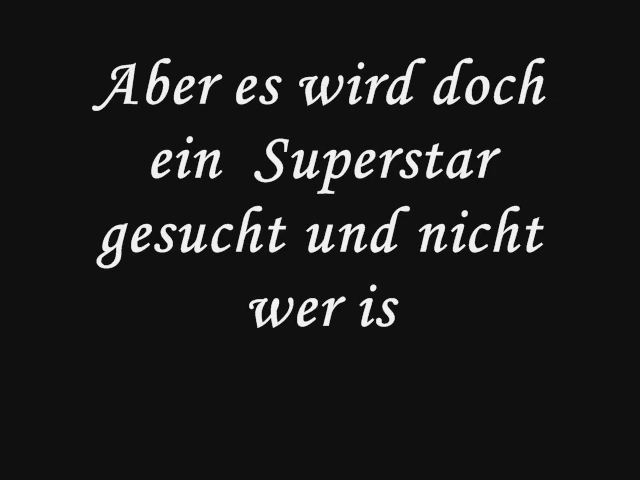 Aber es wird doch
ein Superstar
gesucht und nicht
wer is